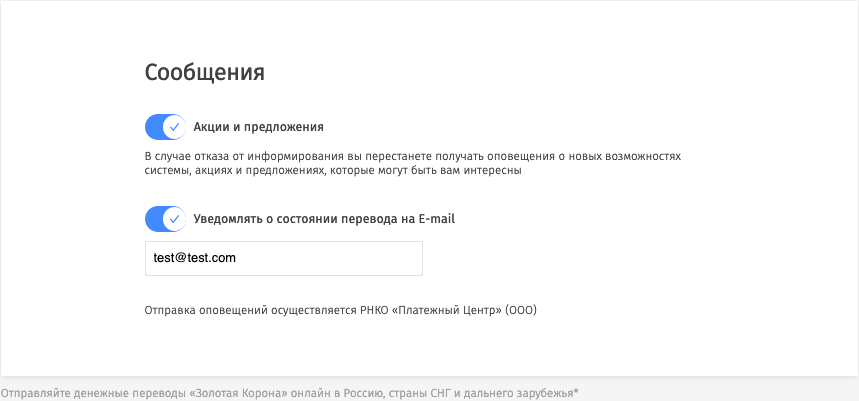 Сообщения
Акции и предложения
В случае отказа от информирования вы перестанете получать оповещения о новых возможностях
системы, акциях и предложениях, которые могут быть вам интересны
Уведомлять о состоянии перевода на E-mail
test@test.com
Отправка оповещений осуществляется РНКО «Платежный Центр» (ООО)
Отправляйте денежные переводы «Золотая Корона» онлайн в Россию, страны СНГ и дальнего зарубежья*